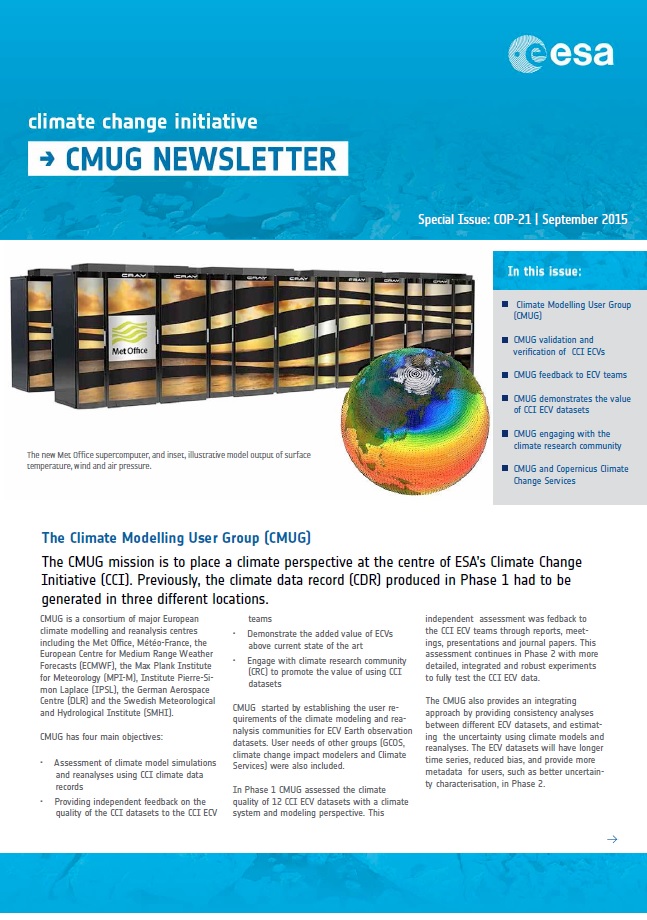 esa
climate change initiative
→ CMUG NEWSLETTER
Special Issue: COP-21 | September 2015
CRAY CRAY CRAY CRAY CRAY CRAY CRAY
Met Office
The new Met Office supercomputer, and inset, illustrative model output of surface
temperature, wind and air pressure.
In this issue:
■ Climate Modelling User Group
(CMUG)
■ CMUG validation and
verification of CCI ECVs
■ CMUG feedback to ECV teams
■ CMUG demonstrates the value
of CCI ECV datasets
■ CMUG engaging with the
climate research community
■ CMUG and Copernicus Climate
Change Services
The Climate Modelling User Group (CMUG)
The CMUG mission is to place a climate perspective at the centre of ESA's Climate Change
Initiative (CCI). Previously, the climate data record (CDR) produced in Phase 1 had to be
generated in three different locations.
CMUG is a consortium of major European
climate modelling and reanalysis centres
including the Met Office, Météo-France, the
European Centre for Medium Range Weather
Forecasts (ECMWF), the Max Plank Institute
for Meteorology (MPI-M), Institute Pierre-Si-
mon Laplace (IPSL), the German Aerospace
Centre (DLR) and the Swedish Meteorological
and Hydrological Institute (SMHI).
CMUG has four main objectives:
• Assessment of climate model simulations
and reanalyses using CCI climate data
records
• Providing independent feedback on the
quality of the CCI datasets to the CCI ECV
teams
• Demonstrate the added value of ECVs
above current state of the art
• Engage with climate research community
(CRC) to promote the value of using CCI
datasets
CMUG started by establishing the user re-
quirements of the climate modeling and rea-
nalysis communities for ECV Earth observation
datasets. User needs of other groups (GCOS,
climate change impact modelers and Climate
Services) were also included.
In Phase 1 CMUG assessed the climate
quality of 12 CCI ECV datasets with a climate
system and modeling perspective. This
independent assessment was fedback to
the CCI ECV teams through reports, meet-
ings, presentations and journal papers. This
assessment continues in Phase 2 with more
detailed, integrated and robust experiments
to fully test the CCI ECV data.
The CMUG also provides an integrating
approach by providing consistency analyses
between different ECV datasets, and estimat-
ing the uncertainty using climate models and
reanalyses. The ECV datasets will have longer
time series, reduced bias, and provide more
metadata for users, such as better uncertain-
ty characterisation, in Phase 2.
→